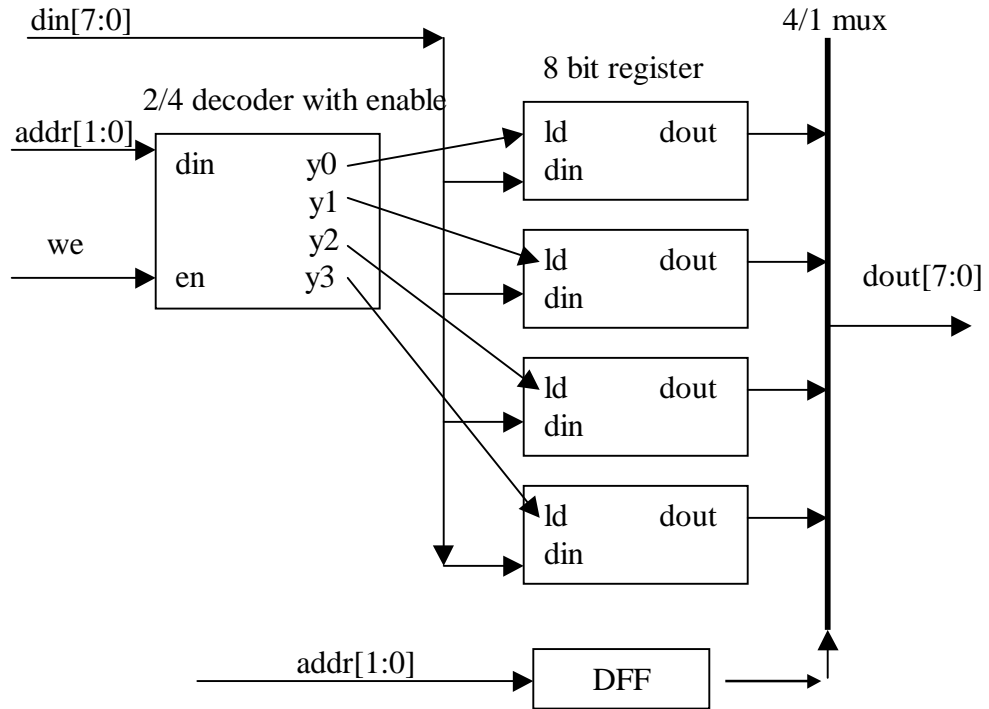 din[7:0]
4/1 mux
8 bit register
2/4 decoder with enable
addr[1:0]
din
y0
y1
y2
y3
we
en
ld dout
din
ld dout
din
ld dout
din
ld dout
din
dout[7:0]
addr[1:0]
DFF